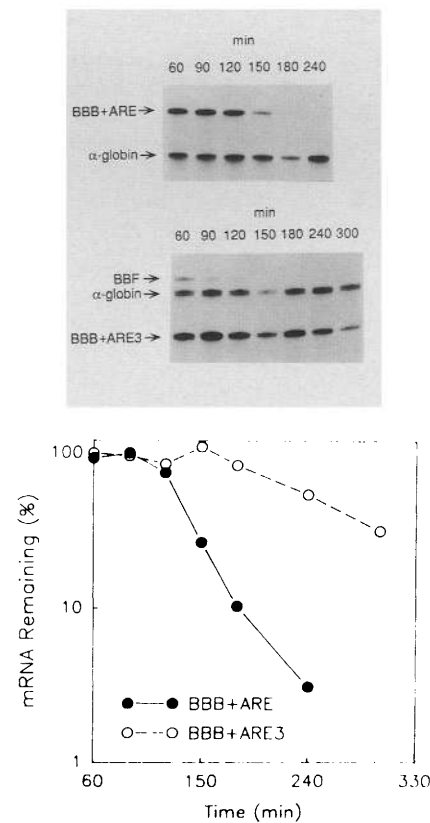 min
60 90 120 150 180 240
BBB+ARE→
α-globin→
min
60 90 120 150 180 240 300
BBF→
α-globin→
BBB+ARE3→
mRNA Remaining (%)
100
10
1
BBB+ARE
BBB+ARE3
60 150 240 330
Time (min)